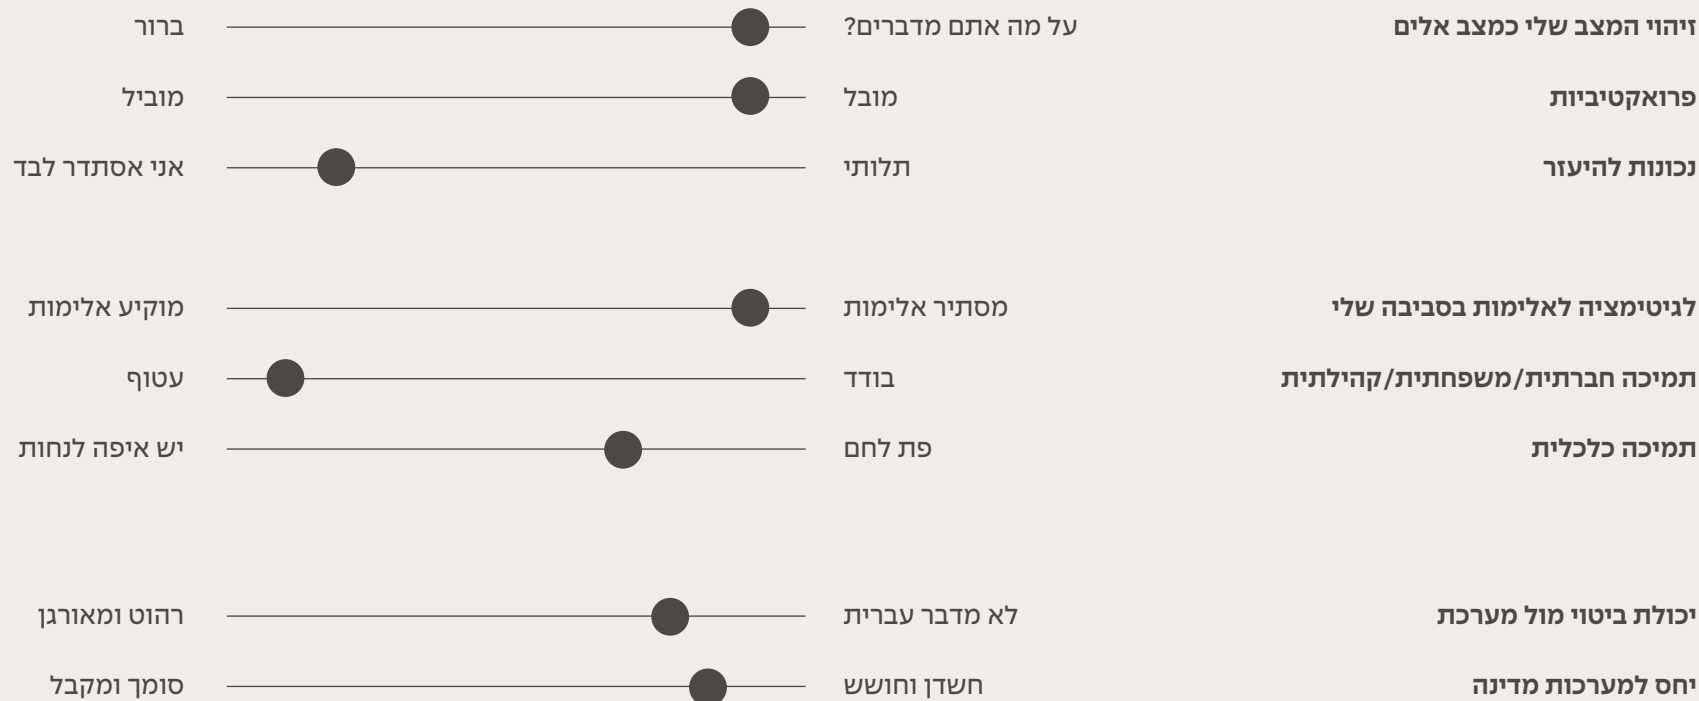 זיהוי המצב שלי כמצב אלים על מה אתם מדברים? ברור
פרואקטיביות מובל מוביל
נכונות להיעזר תלותי אני אסתדר לבד
לגיטימציה לאלימות בסביבה שלי מסתיר אלימות מוקיע אלימות
תמיכה חברתית/משפחתית/קהילתית בודד עטוף
תמיכה כלכלית פת לחם יש איפה לנחות
יכולת ביטוי מול מערכת לא מדבר עברית רהוט ומאורגן
יחס למערכות מדינה חשדן וחושש סומך ומקבל